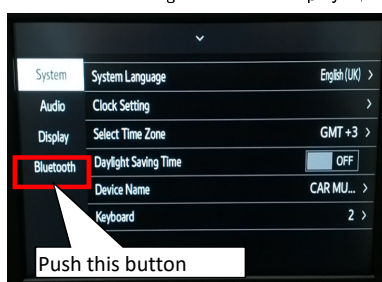 System
System Language
English (UK) >
Audio
Clock Setting
>
Display
Select Time Zone
GMT +3 >
Bluetooth
Daylight Saving Time
OFF
Device Name
CAR MU... >
Keyboard
2 >
Push this button